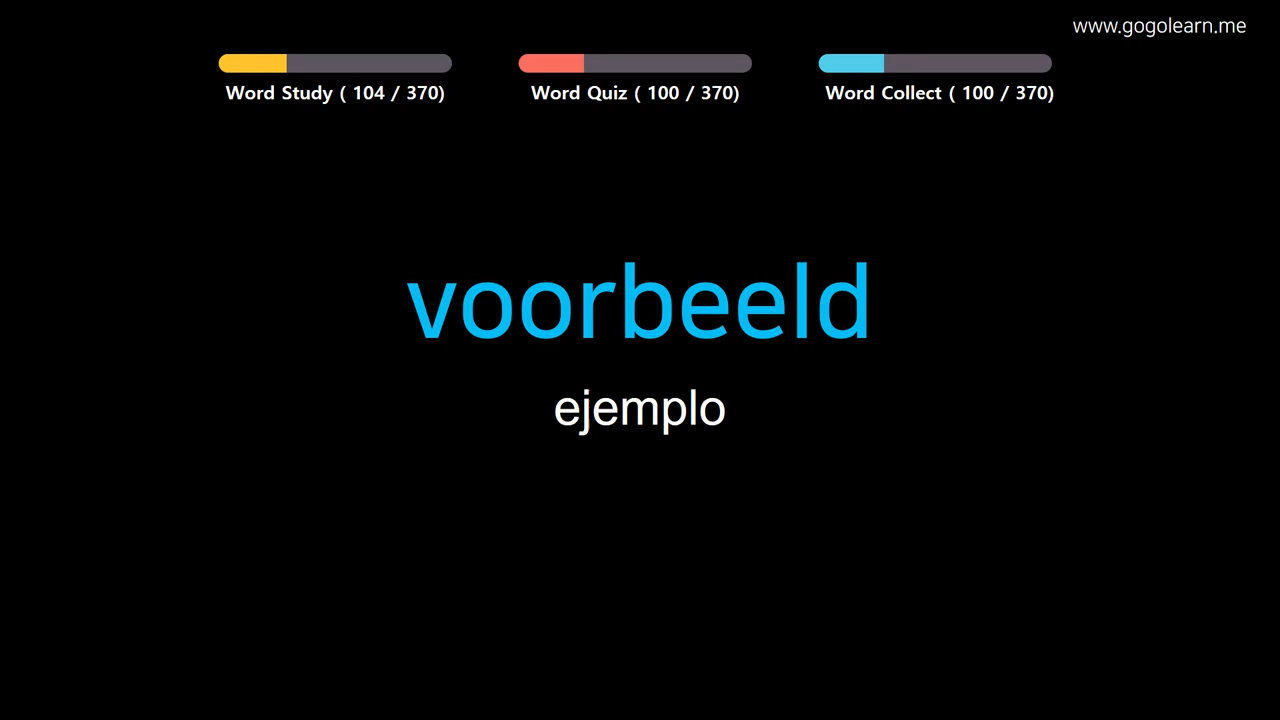 www.gogolearn.me
Word Study ( 104 / 370)
Word Quiz ( 100 / 370)
Word Collect ( 100 / 370)
voorbeeld
ejemplo